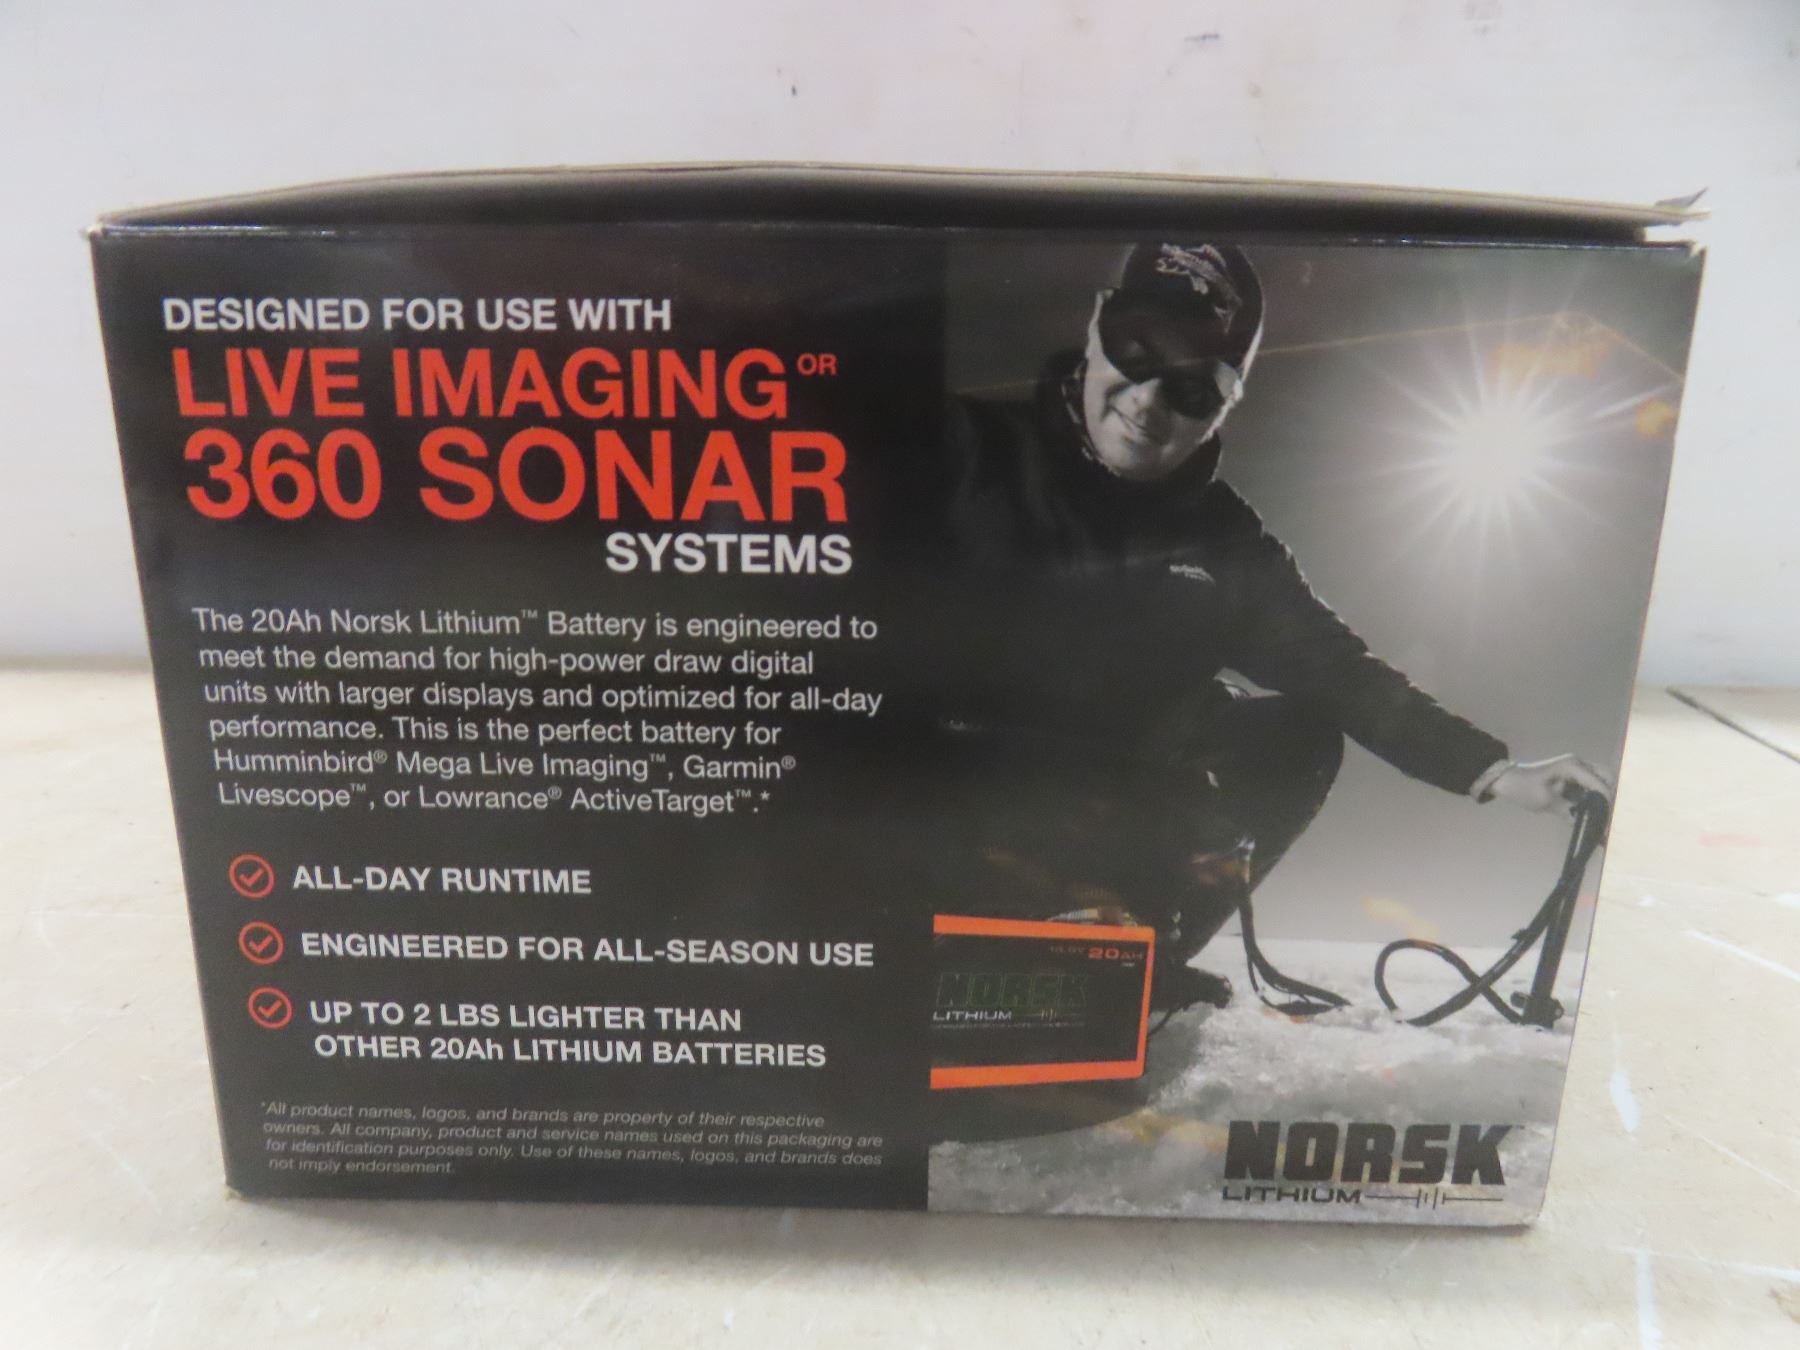 DESIGNED FOR USE WITH
LIVE IMAGING OR
360 SONAR
SYSTEMS
The 20Ah Norsk Lithium™ Battery is engineered to
meet the demand for high-power draw digital
units with larger displays and optimized for all-day
performance. This is the perfect battery for
Humminbird® Mega Live Imaging™, Garmin®
Livescope™, or Lowrance® ActiveTarget™.*
ALL-DAY RUNTIME
ENGINEERED FOR ALL-SEASON USE
UP TO 2 LBS LIGHTER THAN
OTHER 20Ah LITHIUM BATTERIES
*All product names, logos, and brands are property of their respective
owners. All company, product and service names used on this packaging are
for identification purposes only. Use of these names, logos, and brands does
not imply endorsement.
20AH
NORSK
LITHIUM
NORSK™
LITHIUM